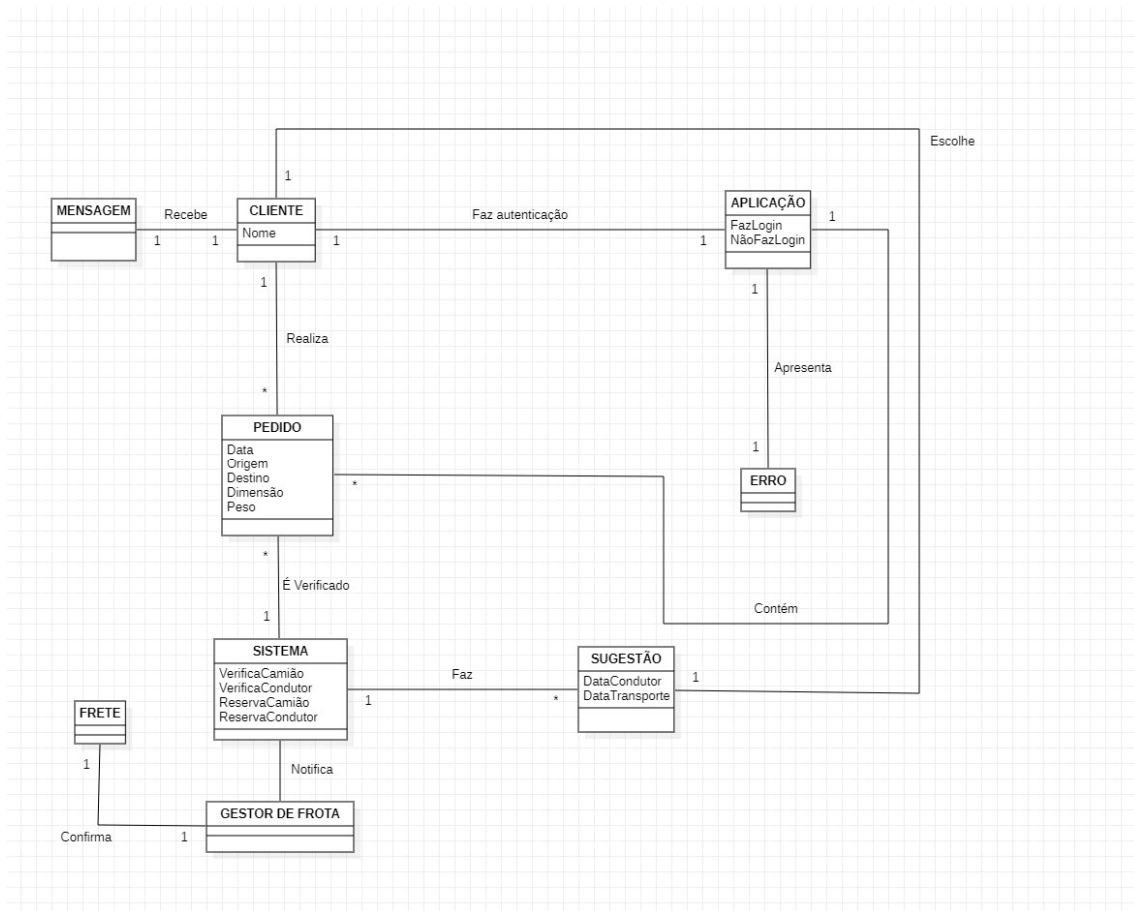 Escolhe
1
MENSAGEM
Recebe
1
1
CLIENTE
Nome
1
Faz autenticação
1
APLICAÇÃO
FazLogin
NãoFazLogin
1
1
Realiza
*
1
Apresenta
1
ERRO
PEDIDO
Data
Origem
Destino
Dimensão
Peso
*
*
É Verificado
1
Contém
SISTEMA
VerificaCamião
VerificaCondutor
ReservaCamião
ReservaCondutor
1
Faz
*
SUGESTÃO
DataCondutor
DataTransporte
1
FRETE
1
Notifica
GESTOR DE FROTA
Confirma
1